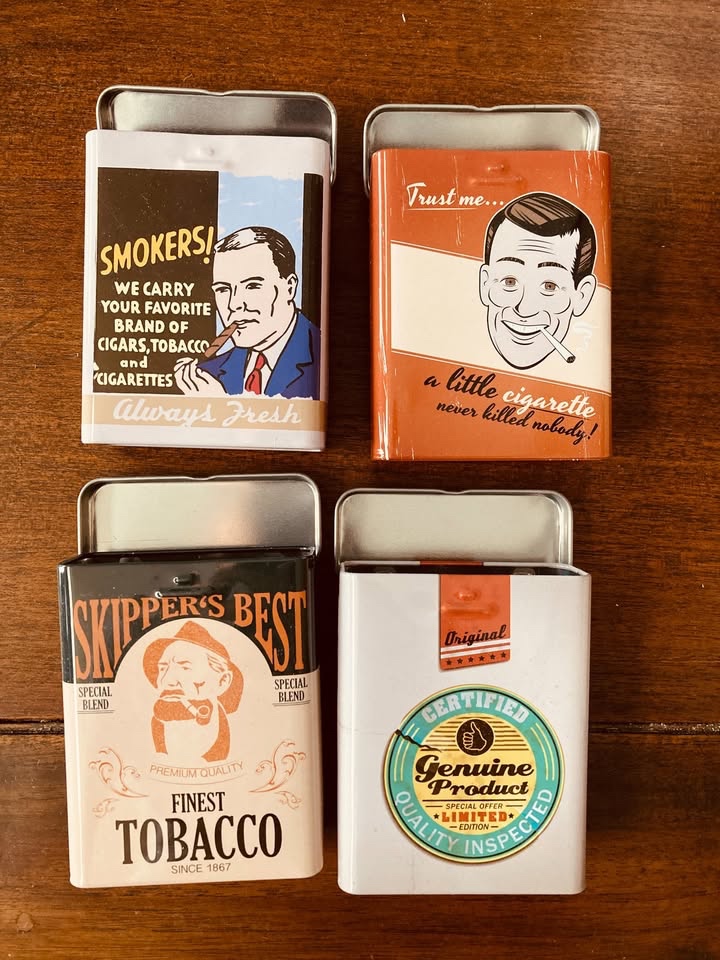 SMOKERS!
WE CARRY
YOUR FAVORITE
BRAND OF
CIGARS, TOBACCO
and
CIGARETTES
Always Fresh
Trust me...
a little cigarette
never killed nobody!
SKIPPER'S BEST
SPECIAL
BLEND
SPECIAL
BLEND
PREMIUM QUALITY
FINEST
TOBACCO
SINCE 1867
Original
CERTIFIED
Genuine
Product
SPECIAL OFFER
LIMITED
EDITION
QUALITY INSPECTED